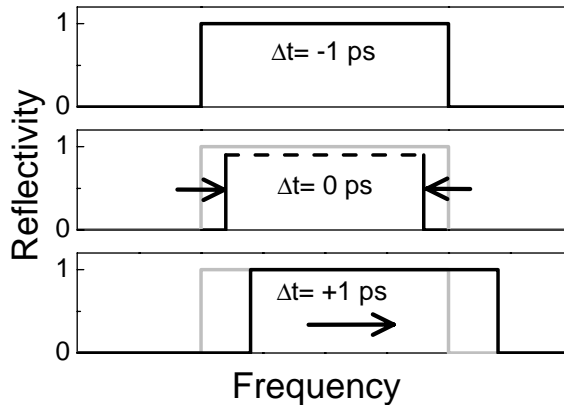 1
Δt= -1 ps
0
1
Δt= 0 ps
0
1
Δt= +1 ps
0
Reflectivity
Frequency